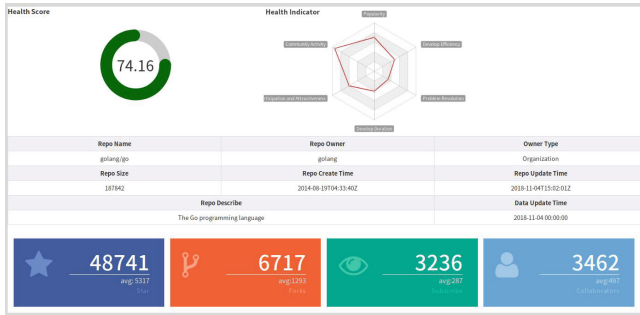 Health Score
Health Indicator
Popularity
Community Activity
Develop Efficiency
74.16
Participation and Attractiveness
Problem Resolution
Develop Duration
Repo Name
Repo Owner
Owner Type
golang/go
golang
Organization
Repo Size
Repo Create Time
Repo Update Time
187842
2014-08-19T04:33:40Z
2018-11-04T15:02:01Z
Repo Describe
Data Update Time
The Go programming language
2018-11-04 00:00:00
48741
avg: 5317
Star
6717
avg:1293
Forks
3236
avg:287
Subscribe
3462
avg:497
Collaborators